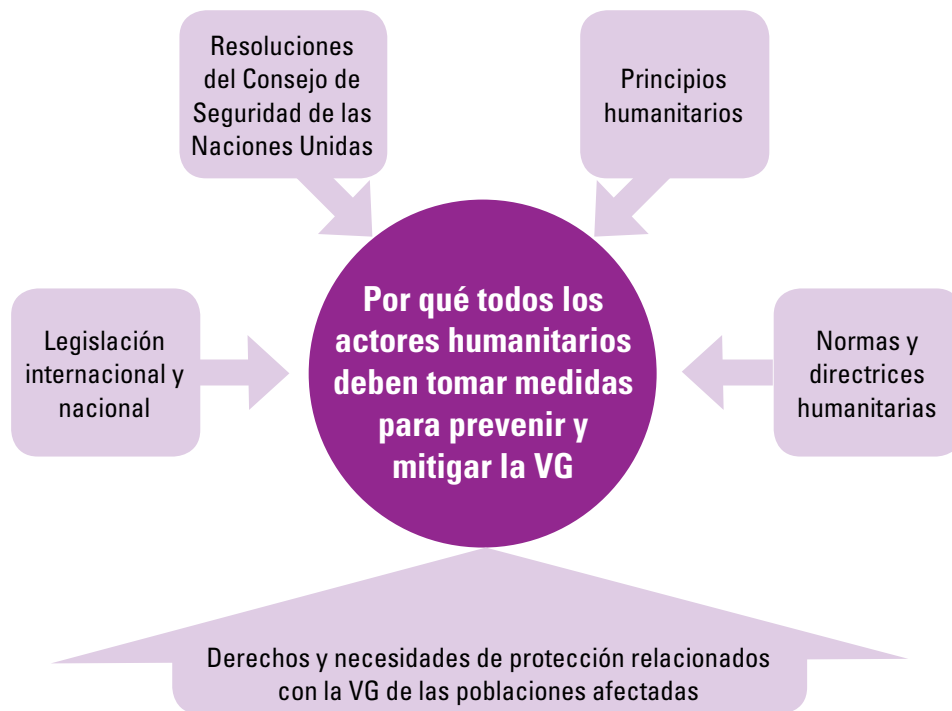 Resoluciones
del Consejo de
Seguridad de las
Naciones Unidas
Principios
humanitarios
Legislación
internacional y
nacional
Por qué todos los
actores humanitarios
deben tomar medidas
para prevenir y
mitigar la VG
Normas y
directrices
humanitarias
Derechos y necesidades de protección relacionados
con la VG de las poblaciones afectadas